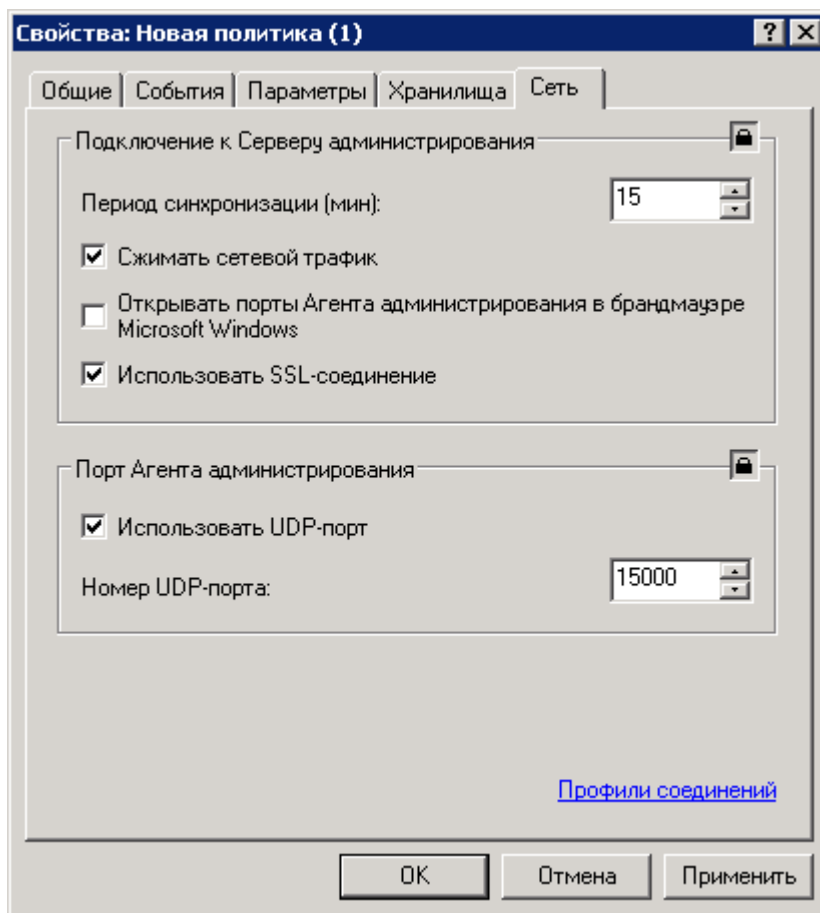 Свойства: Новая политика (1)
Общие События Параметры Хранилища Сеть
Подключение к Серверу администрирования
Период синхронизации (мин): 15
Сжимать сетевой трафик
Открывать порты Агента администрирования в брандмауэре
Microsoft Windows
Использовать SSL-соединение
Порт Агента администрирования
Использовать UDP-порт
Номер UDP-порта: 15000
Профили соединений
OK Отмена Применить